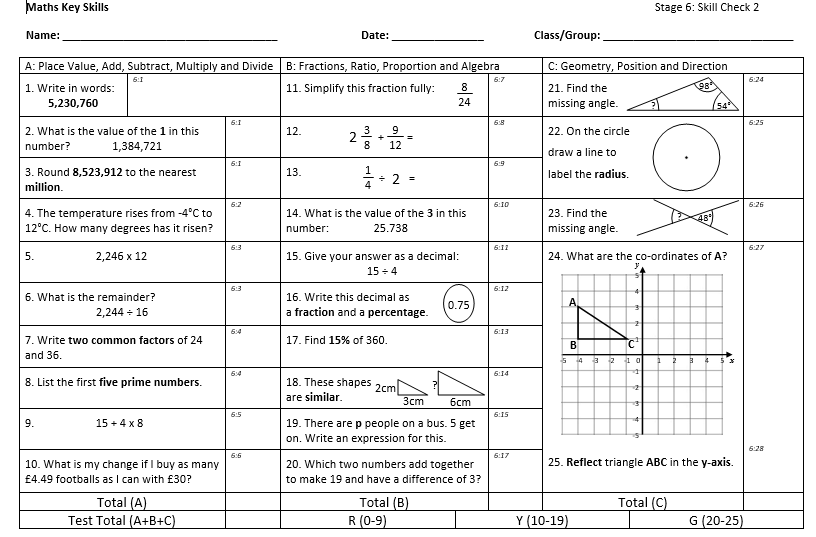 Maths Key Skills
Stage 6: Skill Check 2
Name: ________________________________
Date: ______________
Class/Group: ____________________________
A: Place Value, Add, Subtract, Multiply and Divide
B: Fractions, Ratio, Proportion and Algebra
C: Geometry, Position and Direction
1. Write in words:
5,230,760
6:1
2. What is the value of the 1 in this
number? 1,384,721
6:1
3. Round 8,523,912 to the nearest
million.
6:1
4. The temperature rises from -4°C to
12°C. How many degrees has it risen?
6:2
5. 2,246 x 12
6:3
6. What is the remainder?
2,244 ÷ 16
6:3
7. Write two common factors of 24
and 36.
6:4
8. List the first five prime numbers.
6:4
9. 15 + 4 x 8
6:5
10. What is my change if I buy as many
£4.49 footballs as I can with £30?
6:6
Total (A)
11. Simplify this fraction fully: 8/24
6:7
12. 2 3/8 + 9/12 =
6:8
13. 1/4 ÷ 2 =
6:9
14. What is the value of the 3 in this
number: 25.738
6:10
15. Give your answer as a decimal:
15 ÷ 4
6:11
16. Write this decimal as
a fraction and a percentage.
0.75
6:12
17. Find 15% of 360.
6:13
18. These shapes
are similar.
2cm
3cm
?
6cm
6:14
19. There are p people on a bus. 5 get
on. Write an expression for this.
6:15
20. Which two numbers add together
to make 19 and have a difference of 3?
6:17
Total (B)
21. Find the
missing angle.
98°
?
54°
6:24
22. On the circle
draw a line to
label the radius.
6:25
23. Find the
missing angle.
?
48°
6:26
24. What are the co-ordinates of A?
6:27
y
5
4
A
3
2
B
C
1
-5 -4 -3 -2 -1 0 1 2 3 4 5 x
-1
-2
-3
-4
-5
6:28
25. Reflect triangle ABC in the y-axis.
Total (C)
Test Total (A+B+C)
R (0-9)
Y (10-19)
G (20-25)